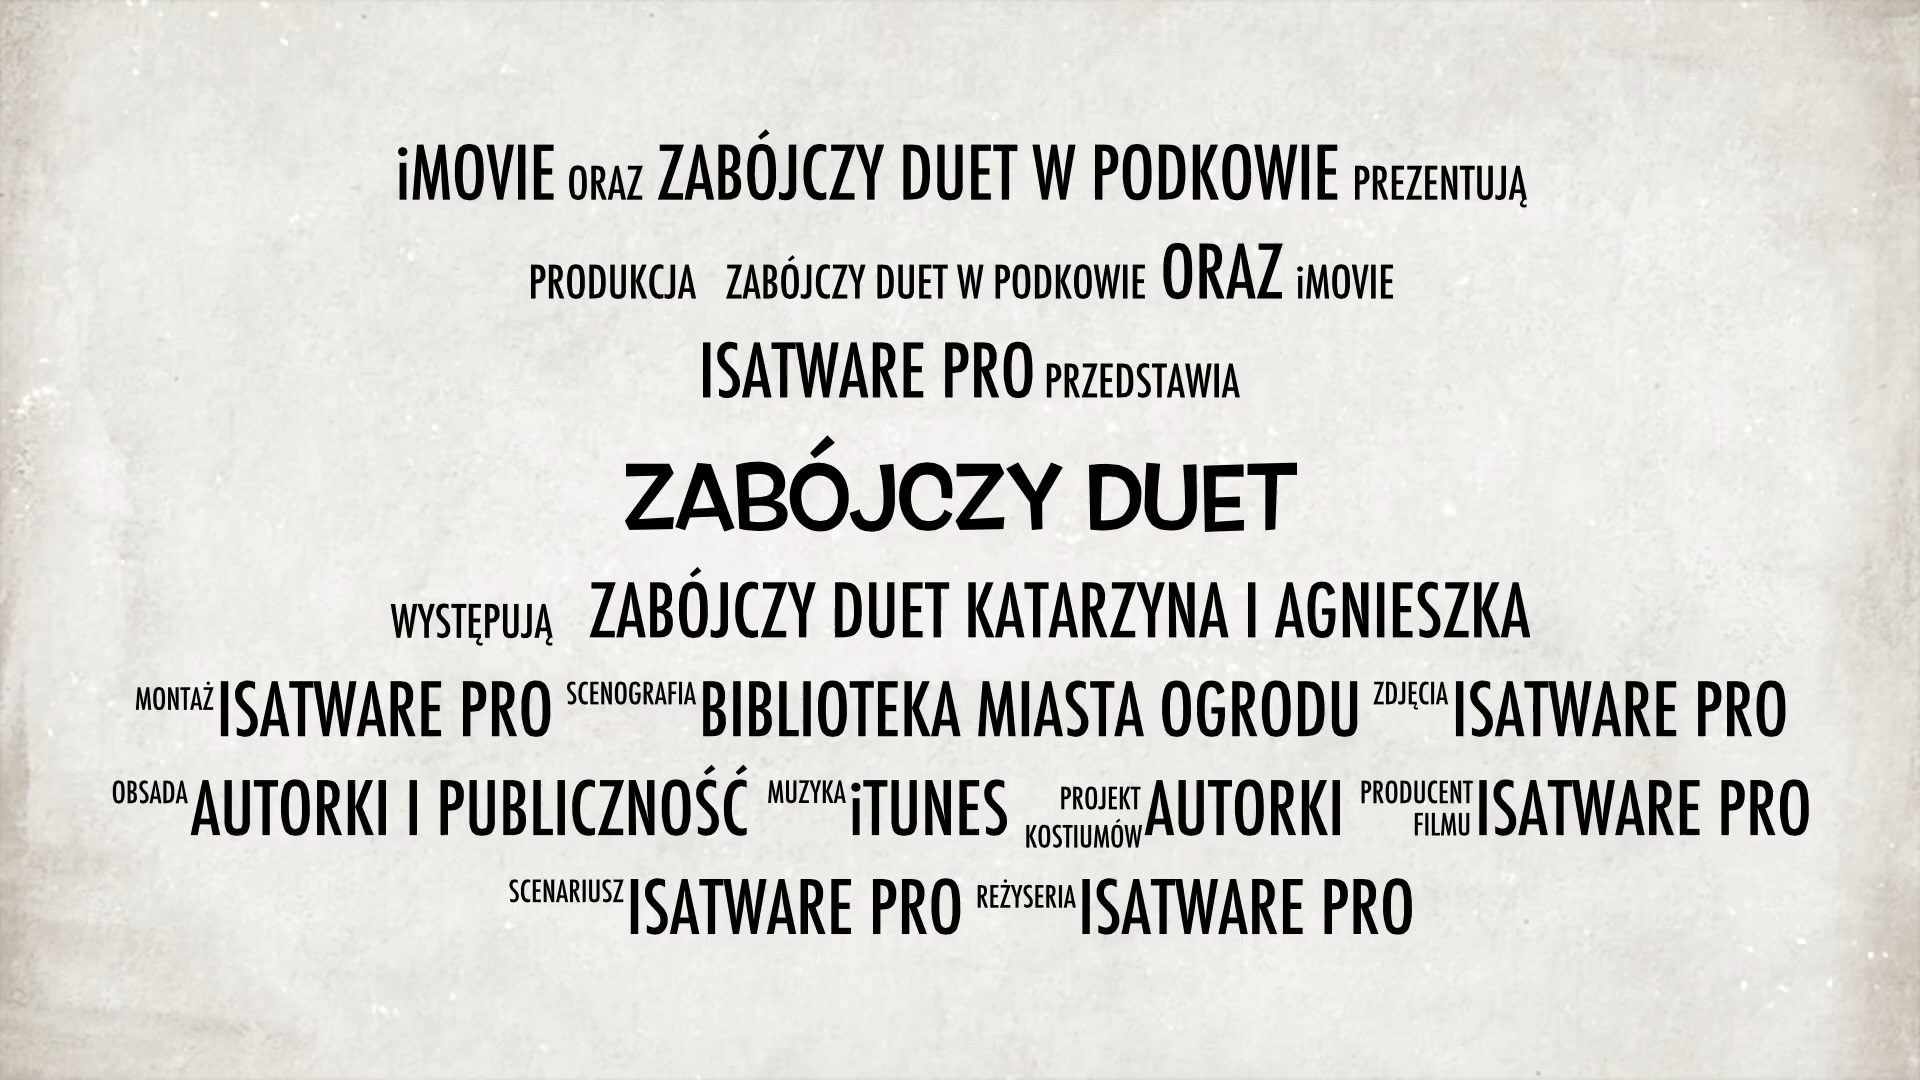 iMOVIE ORAZ ZABÓJCZY DUET W PODKOWIE PREZENTUJĄ
PRODUKCJA ZABÓJCZY DUET W PODKOWIE ORAZ iMOVIE
ISATWARE PRO PRZEDSTAWIA
ZABÓJCZY DUET
WYSTĘPUJĄ ZABÓJCZY DUET KATARZYNA I AGNIESZKA
MONTAŻ ISATWARE PRO SCENOGRAFIA BIBLIOTEKA MIASTA OGRODU ZDJĘCIA ISATWARE PRO
OBSADA AUTORKI I PUBLICZNOŚĆ MUZYKA iTUNES PROJEKT KOSTIUMÓW AUTORKI PRODUCENT FILMU ISATWARE PRO
SCENARIUSZ ISATWARE PRO REŻYSERIA ISATWARE PRO